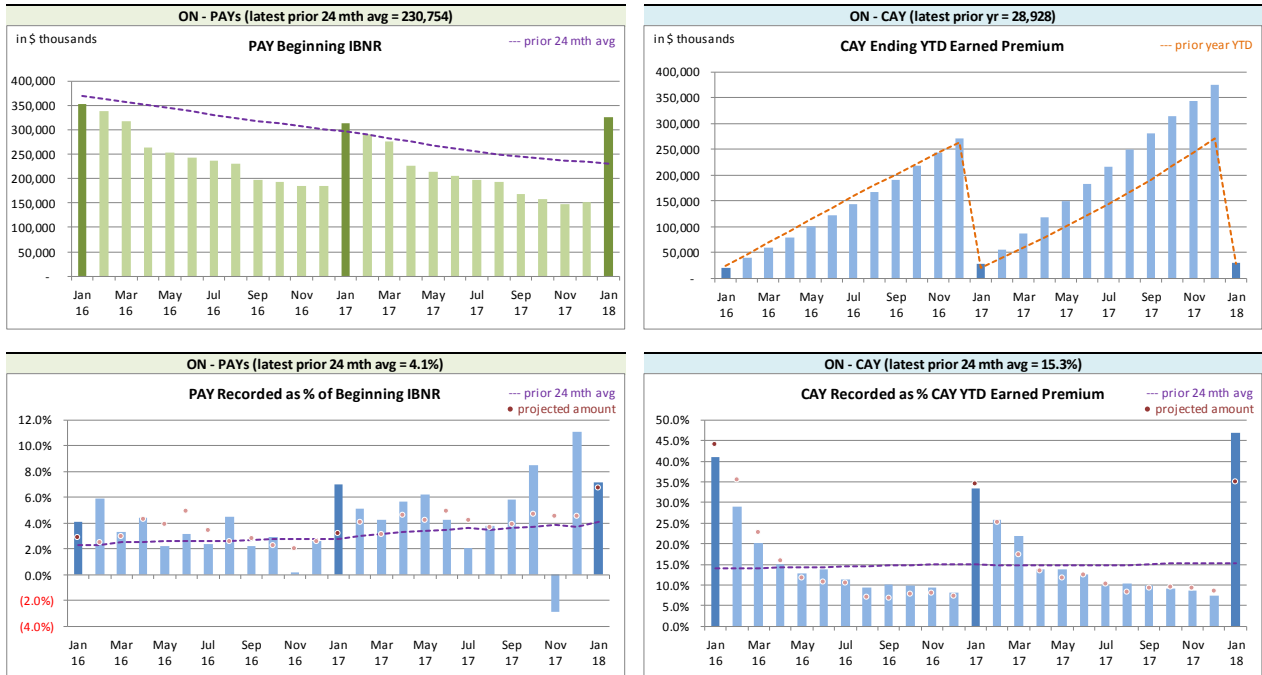 ON - PAYs (latest prior 24 mth avg = 230,754)
in $ thousands
PAY Beginning IBNR
--- prior 24 mth avg
400,000
350,000
300,000
250,000
200,000
150,000
100,000
50,000
-
Jan Mar May Jul Sep Nov Jan Mar May Jul Sep Nov Jan
16 16 16 16 16 16 17 17 17 17 17 17 18
ON - CAY (latest prior yr = 28,928)
in $ thousands
CAY Ending YTD Earned Premium
--- prior year YTD
400,000
350,000
300,000
250,000
200,000
150,000
100,000
50,000
-
Jan Mar May Jul Sep Nov Jan Mar May Jul Sep Nov Jan
16 16 16 16 16 16 17 17 17 17 17 17 18
ON - PAYs (latest prior 24 mth avg = 4.1%)
PAY Recorded as % of Beginning IBNR
--- prior 24 mth avg
• projected amount
12.0%
10.0%
8.0%
6.0%
4.0%
2.0%
0.0%
(2.0%)
(4.0%)
Jan Mar May Jul Sep Nov Jan Mar May Jul Sep Nov Jan
16 16 16 16 16 16 17 17 17 17 17 17 18
ON - CAY (latest prior 24 mth avg = 15.3%)
CAY Recorded as % CAY YTD Earned Premium
--- prior 24 mth avg
• projected amount
50.0%
45.0%
40.0%
35.0%
30.0%
25.0%
20.0%
15.0%
10.0%
5.0%
0.0%
Jan Mar May Jul Sep Nov Jan Mar May Jul Sep Nov Jan
16 16 16 16 16 16 17 17 17 17 17 17 18